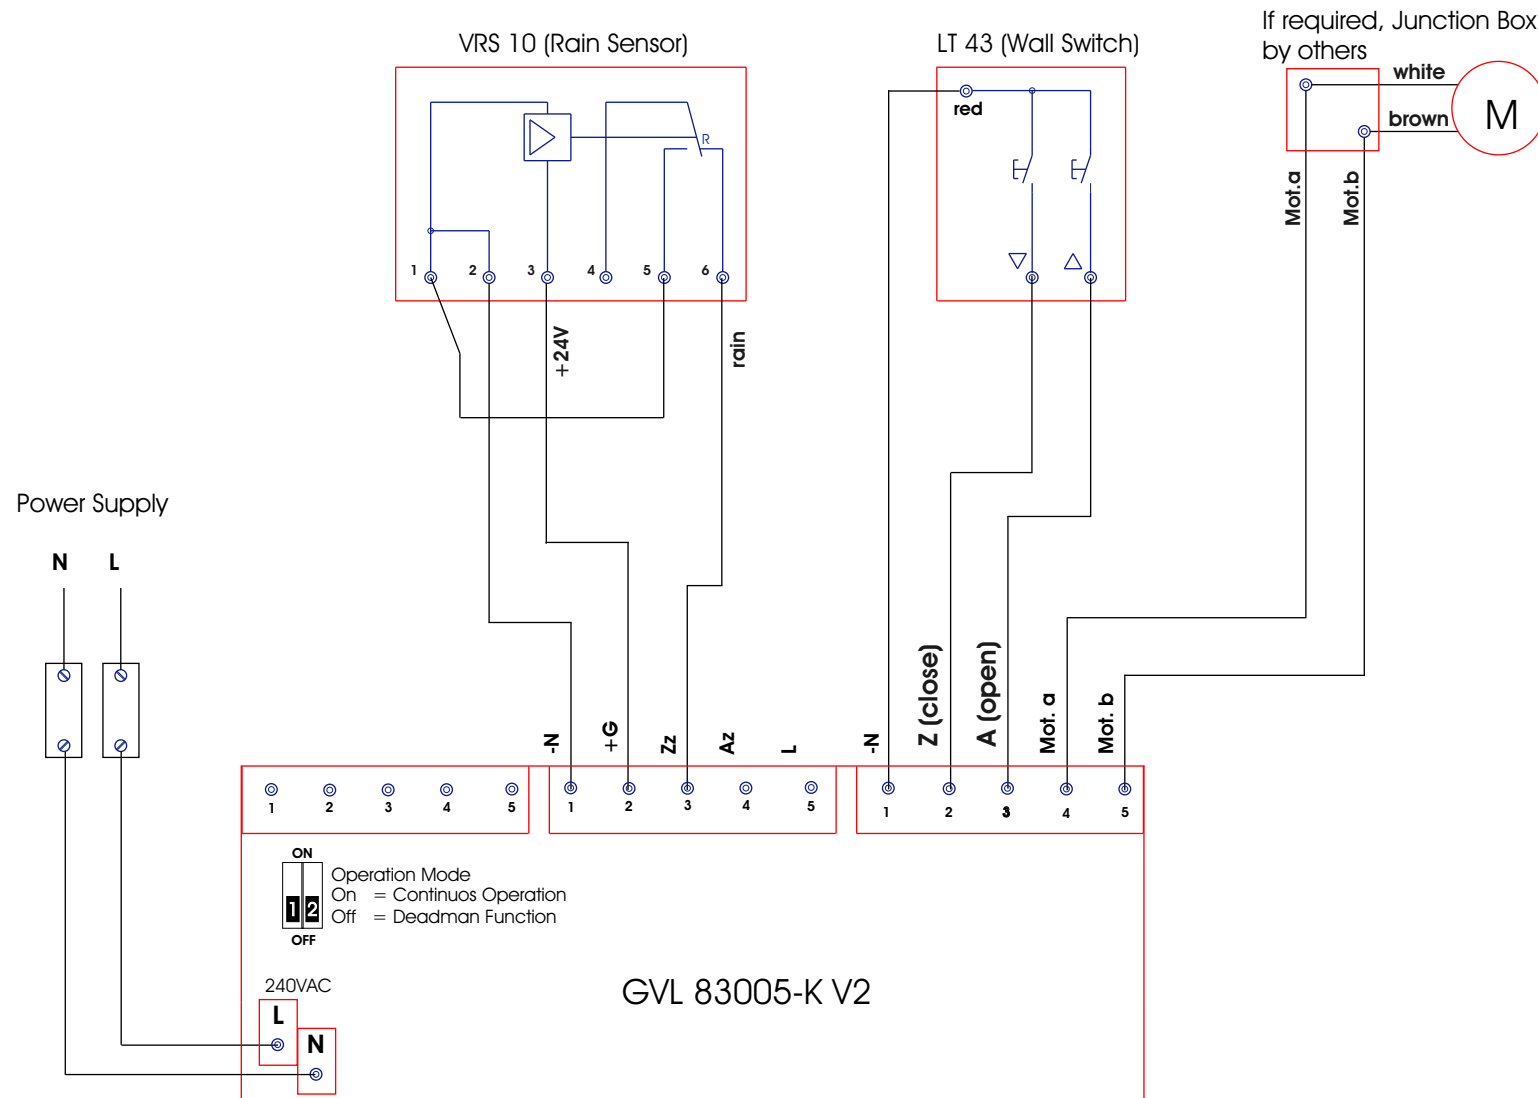 If required, Junction Box
by others
VRS 10 (Rain Sensor)
LT 43 (Wall Switch)
white
M
brown
red
R
Mot.a
Mot.b
1 2 3 4 5 6
+24V
rain
Power Supply
N L
Z (close)
A (open)
Mot. a
Mot. b
-N
+G
Zz
Az
L
-N
1 2 3 4 5
1 2 3 4 5
1 2 3 4 5
ON
Operation Mode
On = Continuos Operation
1 2
Off = Deadman Function
OFF
240VAC
GVL 83005-K V2
L
N